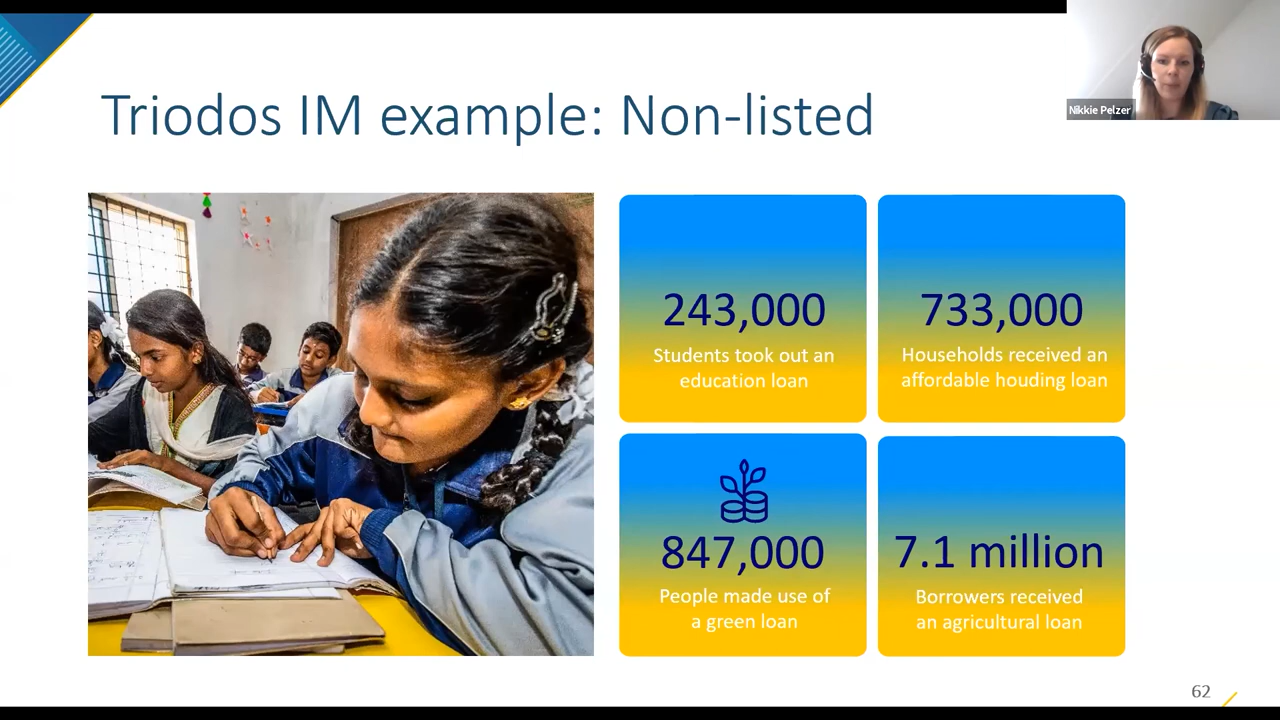 Triodos IM example: Non-listed
Nikkie Pelzer
243,000
Students took out an
education loan
733,000
Households received an
affordable houding loan
847,000
People made use of
a green loan
7.1 million
Borrowers received
an agricultural loan
62